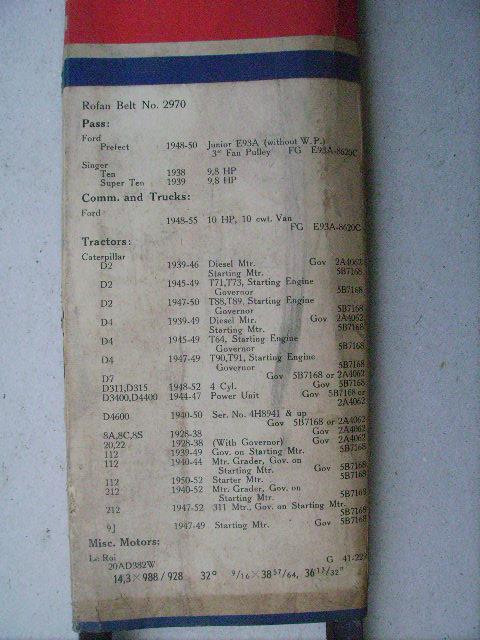 Rofan Belt No. 2970
Pass:
Ford
Prefect 1948-50 Junior E93A (without W.P.)
3" Fan Pulley FG E93A-8620C
Singer
Ten 1938 9,8 HP
Super Ten 1939 9,8 HP
Comm. and Trucks:
Ford
1948-55 10 HP, 10 cwt. Van
FG E93A-8620C
Tractors:
Caterpillar
D2 1939-46 Diesel Mtr. Gov 2A4062
Starting Mtr. 5B7168
D2 1945-49 T71,T73, Starting Engine
Governor 5B7168
D2 1947-50 T88,T89, Starting Engine
Governor 5B7168
D4 1939-49 Diesel Mtr. Gov 2A4062
Starting Mtr. 5B7168
D4 1945-49 T64, Starting Engine
Governor 5B7168
D4 1947-49 T90,T91, Starting Engine
Governor 5B7168
D7 Gov 5B7168 or 2A4062
D311,D315 1948-52 4 Cyl. Gov 5B7168
D3400,D4400 1944-47 Power Unit Gov 5B7168 or
2A4062
D4600 1940-50 Ser. No. 4H8941 & up
Gov 5B7168 or 2A4062
8A,8C,8S 1928-38 Gov 2A4062
20,22 1928-38 (With Governor) Gov 2A4062
112 1939-40 Gov. on Starting Mtr.
112 1940-44 Mtr. Grader, Gov. on
Starting Mtr. Gov 5B7168
112 1950-52 Starter Mtr. 5B7168
212 1940-52 Mtr. Grader, Gov. on
Starting Mtr. 5B7168
212 1947-52 311 Mtr., Gov. on Starting Mtr.
5B7168
9J 1947-49 Starting Mtr. Gov 5B7168
Misc. Motors:
Le Roi
20AD382W G 41-229
14,3×988/928 32° 9/16×38 57/64, 36 17/32"